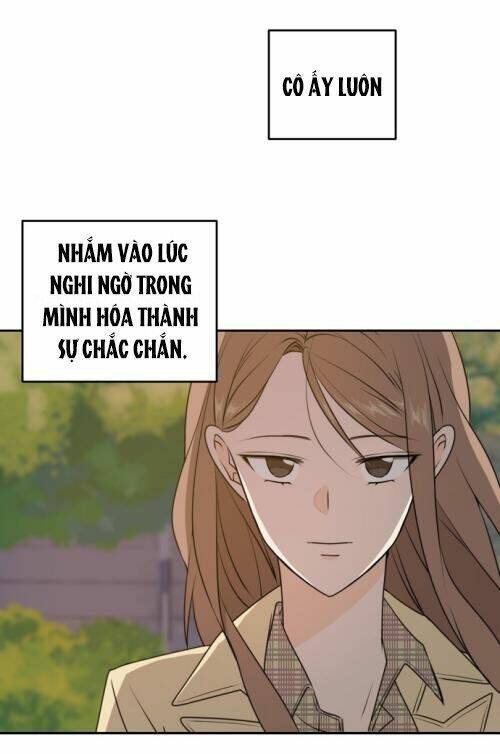 CÔ ẤY LUÔN
NHẮM VÀO LÚC
NGHI NGỜ TRONG
MÌNH HÓA THÀNH
SỰ CHẮC CHẮN.